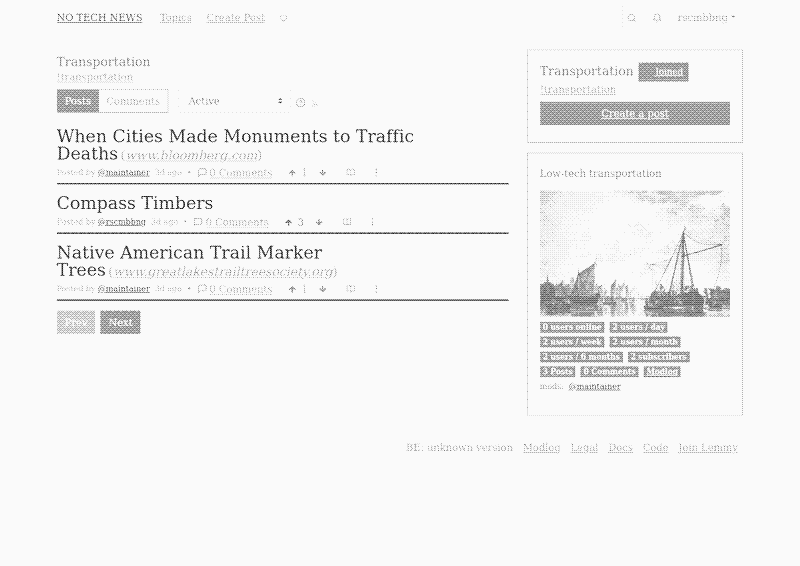 NO TECH NEWS Topics Create Post rscmbbng
Transportation
!transportation
Posts Comments Active
When Cities Made Monuments to Traffic
Deaths (www.bloomberg.com)
Posted by @maintainer 3d ago • 0 Comments 1
Compass Timbers
Posted by @rscmbbng 3d ago • 0 Comments 3
Native American Trail Marker
Trees (www.greatlakestrailtreesociety.org)
Posted by @maintainer 3d ago • 0 Comments 1
Prev Next
Transportation Joined
!transportation
Create a post
Low-tech transportation
0 users online 2 users / day
2 users / week 2 users / month
2 users / 6 months 2 subscribers
3 Posts 0 Comments Modlog
mods: @maintainer
BE: unknown version Modlog Legal Docs Code Join Lemmy